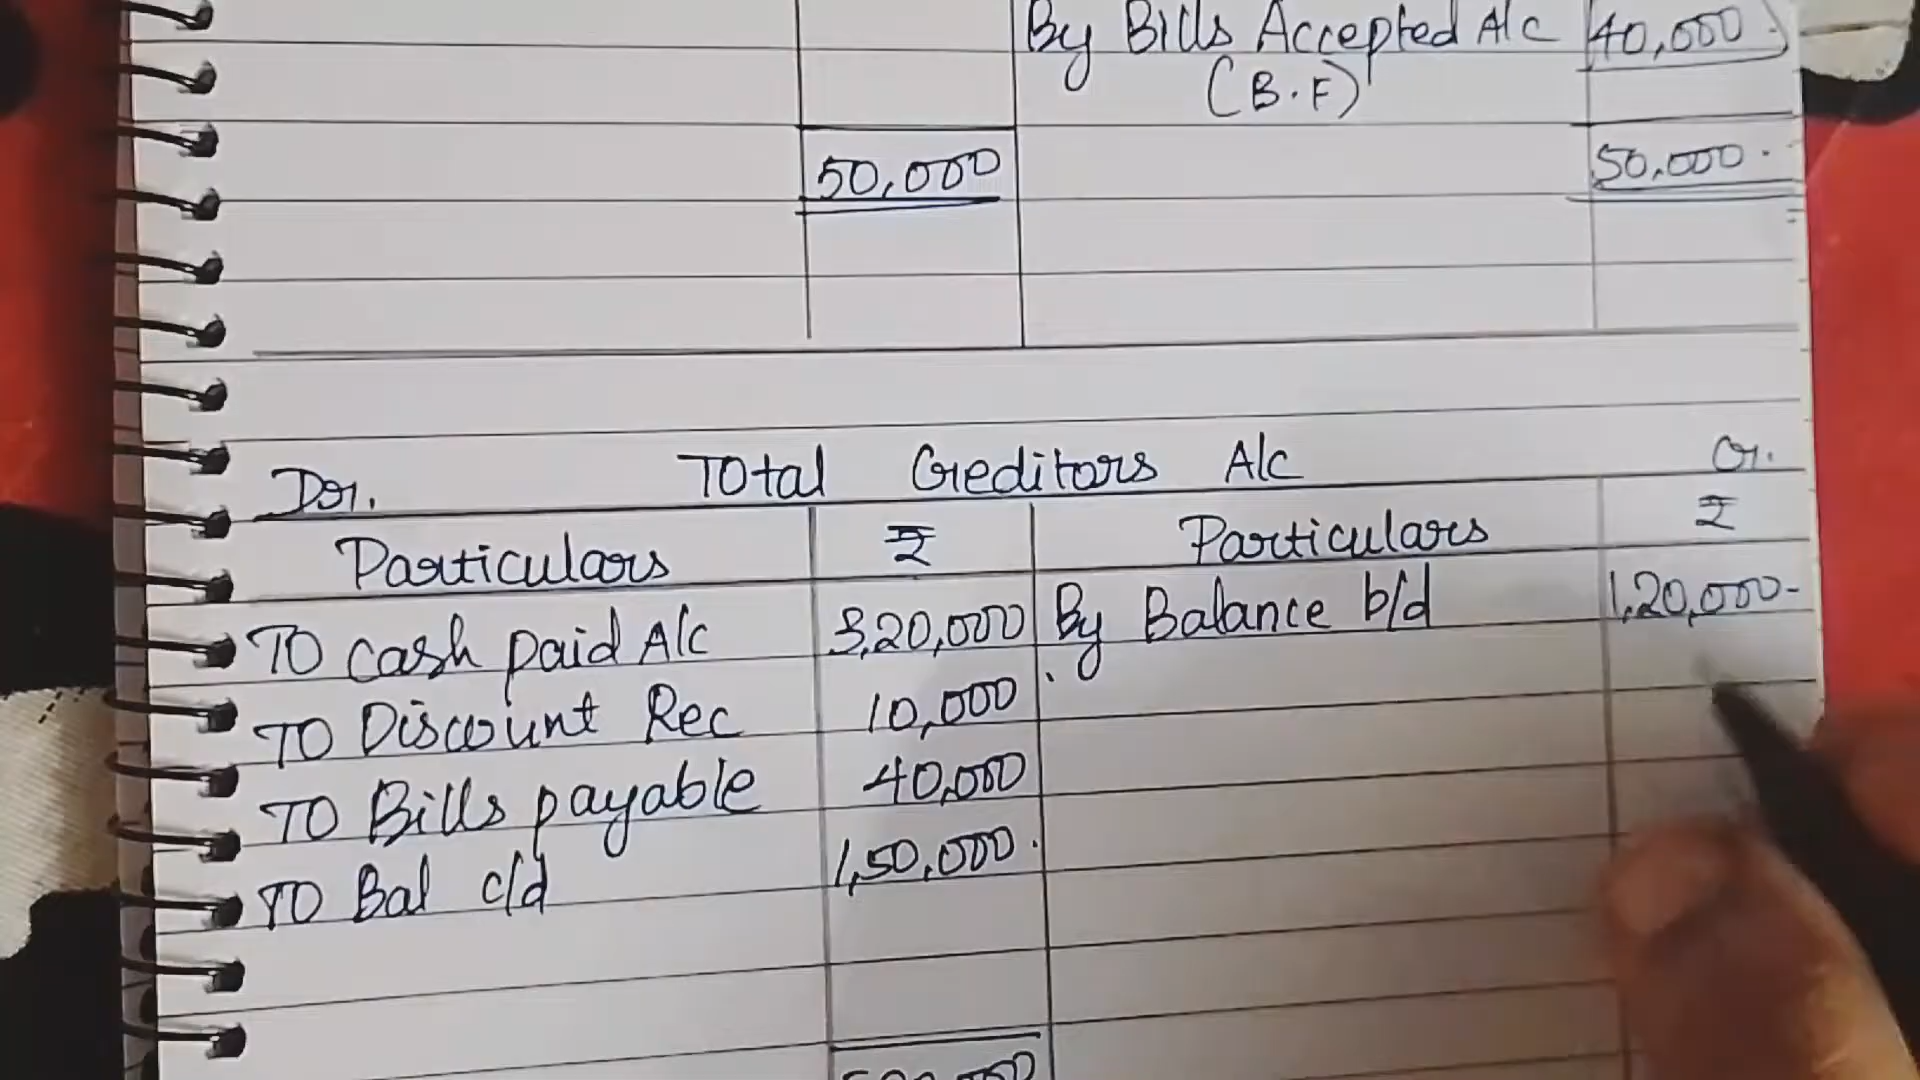 By Bills Accepted A/c 40,000
(B.F)
50,000 50,000
Dr. Total Creditors A/c Cr.
Particulars ₹ Particulars ₹
To cash paid A/c 3,20,000 By Balance b/d 1,20,000
To Discount Rec 10,000
To Bills payable 40,000
To Bal c/d 1,50,000